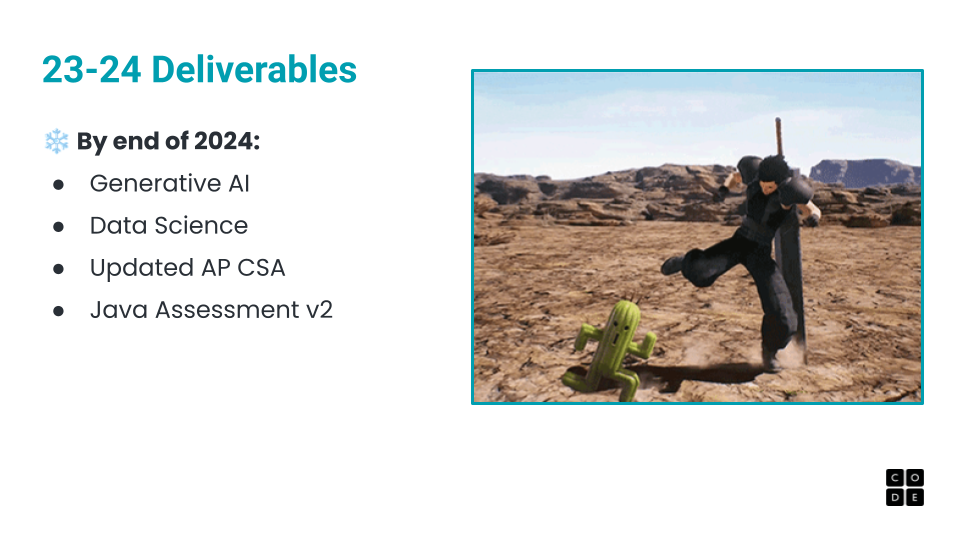 23-24 Deliverables
❄️ By end of 2024:
● Generative AI
● Data Science
● Updated AP CSA
● Java Assessment v2
C O
D E